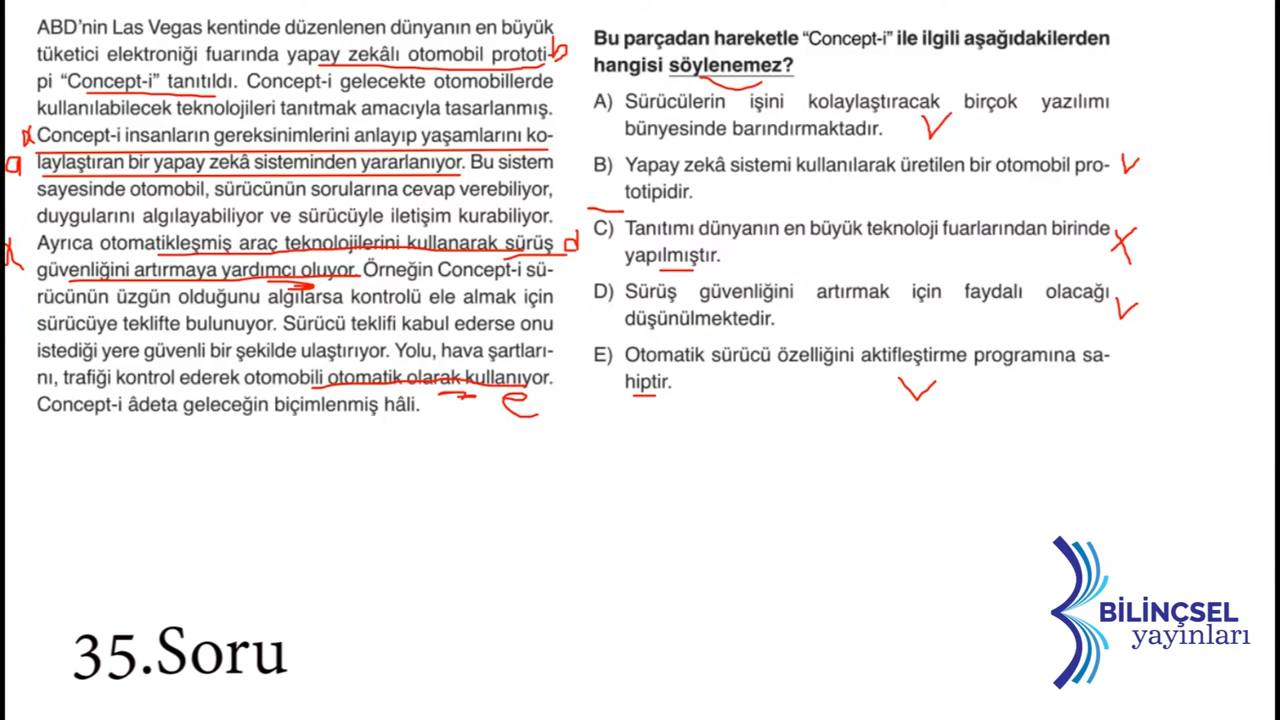 ABD’nin Las Vegas kentinde düzenlenen dünyanın en büyük
tüketici elektroniği fuarında yapay zekâlı otomobil prototi-
pi “Concept-i” tanıtıldı. Concept-i gelecekte otomobillerde
kullanılabilecek teknolojileri tanıtmak amacıyla tasarlanmış.
Concept-i insanların gereksinimlerini anlayıp yaşamlarını ko-
laylaştıran bir yapay zekâ sisteminden yararlanıyor. Bu sistem
sayesinde otomobil, sürücünün sorularına cevap verebiliyor,
duygularını algılayabiliyor ve sürücüyle iletişim kurabiliyor.
Ayrıca otomatikleşmiş araç teknolojilerini kullanarak sürüş
güvenliğini artırmaya yardımcı oluyor. Örneğin Concept-i sü-
rücünün üzgün olduğunu algılarsa kontrolü ele almak için
sürücüye teklifte bulunuyor. Sürücü teklifi kabul ederse onu
istediği yere güvenli bir şekilde ulaştırıyor. Yolu, hava şartları-
nı, trafiği kontrol ederek otomobili otomatik olarak kullanıyor.
Concept-i âdeta geleceğin biçimlenmiş hâli.
b
a
d
e
Bu parçadan hareketle “Concept-i” ile ilgili aşağıdakilerden
hangisi söylenemez?
A) Sürücülerin işini kolaylaştıracak birçok yazılımı
bünyesinde barındırmaktadır.
B) Yapay zekâ sistemi kullanılarak üretilen bir otomobil pro-
totipidir.
C) Tanıtımı dünyanın en büyük teknoloji fuarlarından birinde
yapılmıştır.
D) Sürüş güvenliğini artırmak için faydalı olacağı
düşünülmektedir.
E) Otomatik sürücü özelliğini aktifleştirme programına sa-
hiptir.
35.Soru
BİLİNÇSEL
yayınları